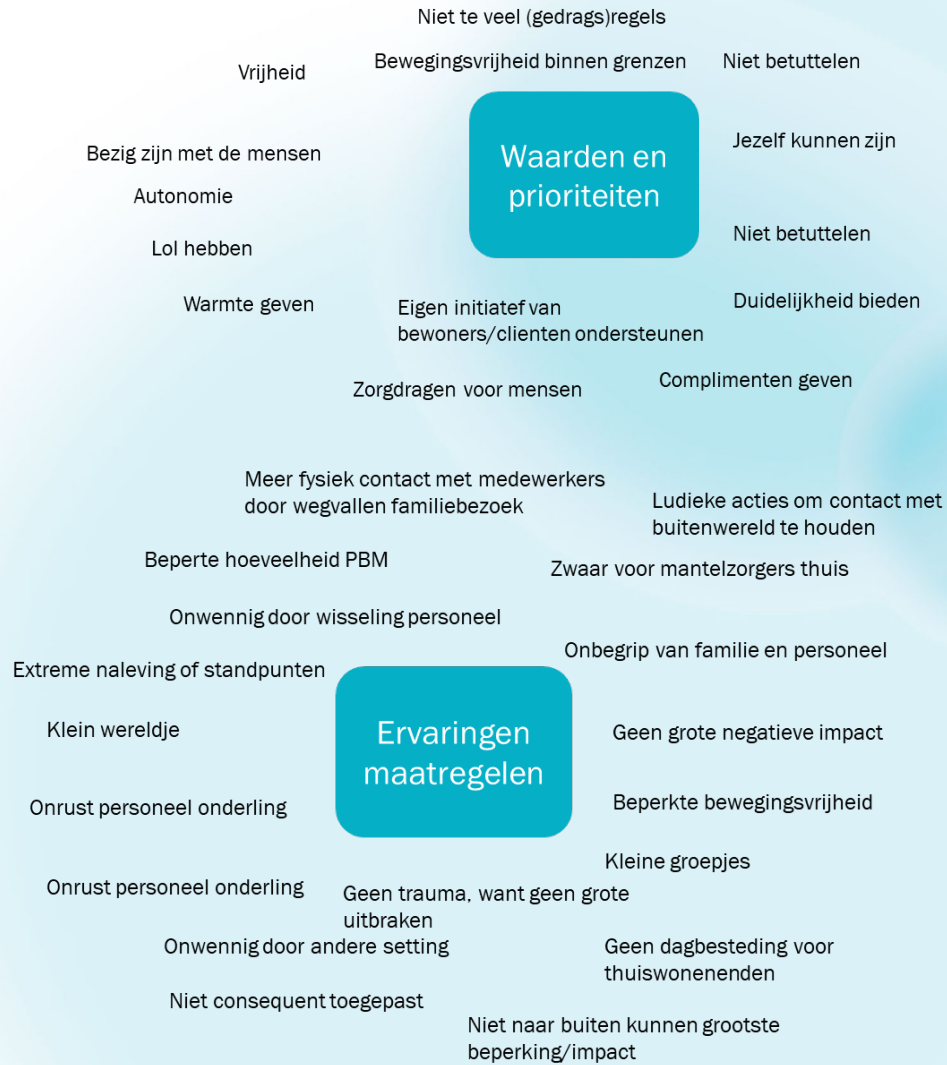 Niet te veel (gedrags)regels
Bewegingsvrijheid binnen grenzen
Niet betuttelen
Vrijheid
Waarden en
prioriteiten
Jezelf kunnen zijn
Bezig zijn met de mensen
Autonomie
Niet betuttelen
Lol hebben
Duidelijkheid bieden
Warmte geven
Eigen initiatief van
bewoners/clienten ondersteunen
Complimenten geven
Zorgdragen voor mensen
Meer fysiek contact met medewerkers
door wegvallen familiebezoek
Ludieke acties om contact met
buitenwereld te houden
Beperte hoeveelheid PBM
Zwaar voor mantelzorgers thuis
Onwennig door wisseling personeel
Onbegrip van familie en personeel
Extreme naleving of standpunten
Ervaringen
maatregelen
Klein wereldje
Geen grote negatieve impact
Onrust personeel onderling
Beperkte bewegingsvrijheid
Kleine groepjes
Onrust personeel onderling
Geen trauma, want geen grote
uitbraken
Onwennig door andere setting
Geen dagbesteding voor
thuiswonenenden
Niet consequent toegepast
Niet naar buiten kunnen grootste
beperking/impact